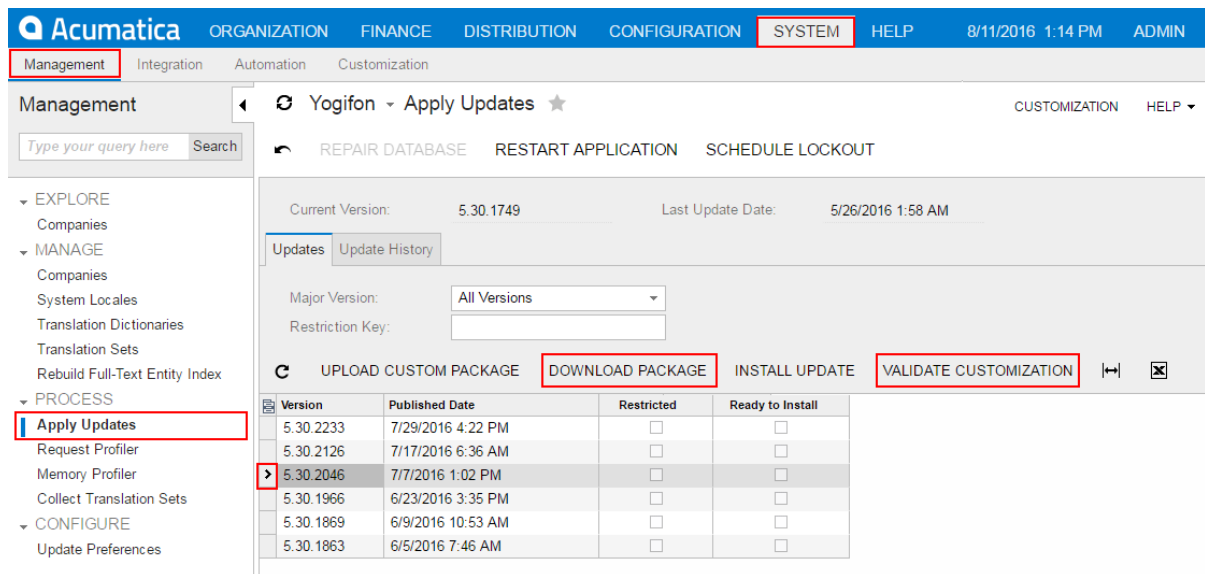 Acumatica ORGANIZATION FINANCE DISTRIBUTION CONFIGURATION SYSTEM HELP 8/11/2016 1:14 PM ADMIN
Management Integration Automation Customization
Management
Yogifon Apply Updates
CUSTOMIZATION HELP
Type your query here Search
REPAIR DATABASE RESTART APPLICATION SCHEDULE LOCKOUT
EXPLORE
Companies
MANAGE
Companies
System Locales
Translation Dictionaries
Translation Sets
Rebuild Full-Text Entity Index
PROCESS
Apply Updates
Request Profiler
Memory Profiler
Collect Translation Sets
CONFIGURE
Update Preferences
Current Version: 5.30.1749 Last Update Date: 5/26/2016 1:58 AM
Updates Update History
Major Version: All Versions
Restriction Key:
UPLOAD CUSTOM PACKAGE DOWNLOAD PACKAGE INSTALL UPDATE VALIDATE CUSTOMIZATION
Version Published Date Restricted Ready to Install
5.30.2233 7/29/2016 4:22 PM
5.30.2126 7/17/2016 6:36 AM
5.30.2046 7/7/2016 1:02 PM
5.30.1966 6/23/2016 3:35 PM
5.30.1869 6/9/2016 10:53 AM
5.30.1863 6/5/2016 7:46 AM